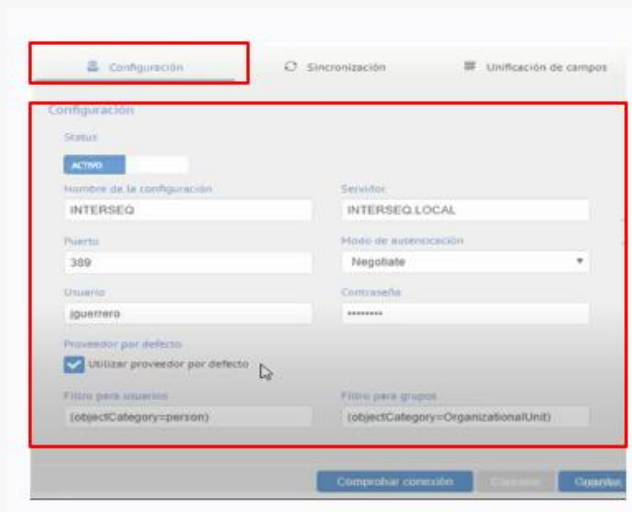 Configuración Sincronización Unificación de campos
Configuración
Status
ACTIVO
Nombre de la configuración Servidor
INTERSEQ INTERSEQ.LOCAL
Puerto Modo de autenticación
389 Negotiate
Usuario Contraseña
jguerrero ********
Proveedor por defecto
Utilizar proveedor por defecto
Filtro para usuarios Filtro para grupos
(objectCategory=person) (objectCategory=OrganizationalUnit)
Comprobar conexión Cancelar